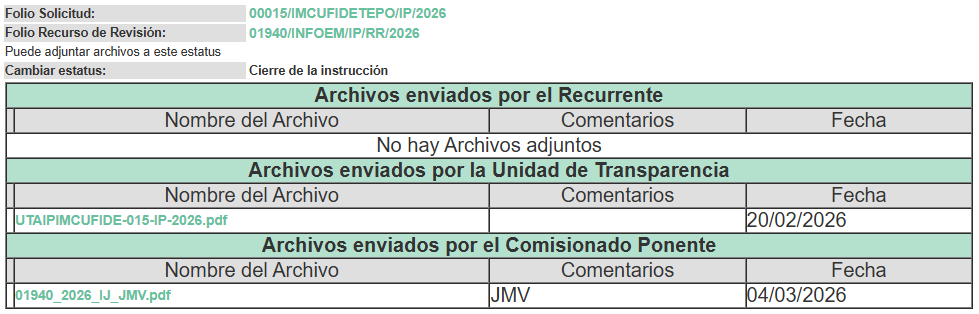 Folio Solicitud: 00015/IMCUFIDETEPO/IP/2026
Folio Recurso de Revisión: 01940/INFOEM/IP/RR/2026
Puede adjuntar archivos a este estatus
Cambiar estatus: Cierre de la instrucción
Archivos enviados por el Recurrente
Nombre del Archivo Comentarios Fecha
No hay Archivos adjuntos
Archivos enviados por la Unidad de Transparencia
Nombre del Archivo Comentarios Fecha
UTAIPIMCUFIDE-015-IP-2026.pdf 20/02/2026
Archivos enviados por el Comisionado Ponente
Nombre del Archivo Comentarios Fecha
01940_2026_IJ_JMV.pdf JMV 04/03/2026